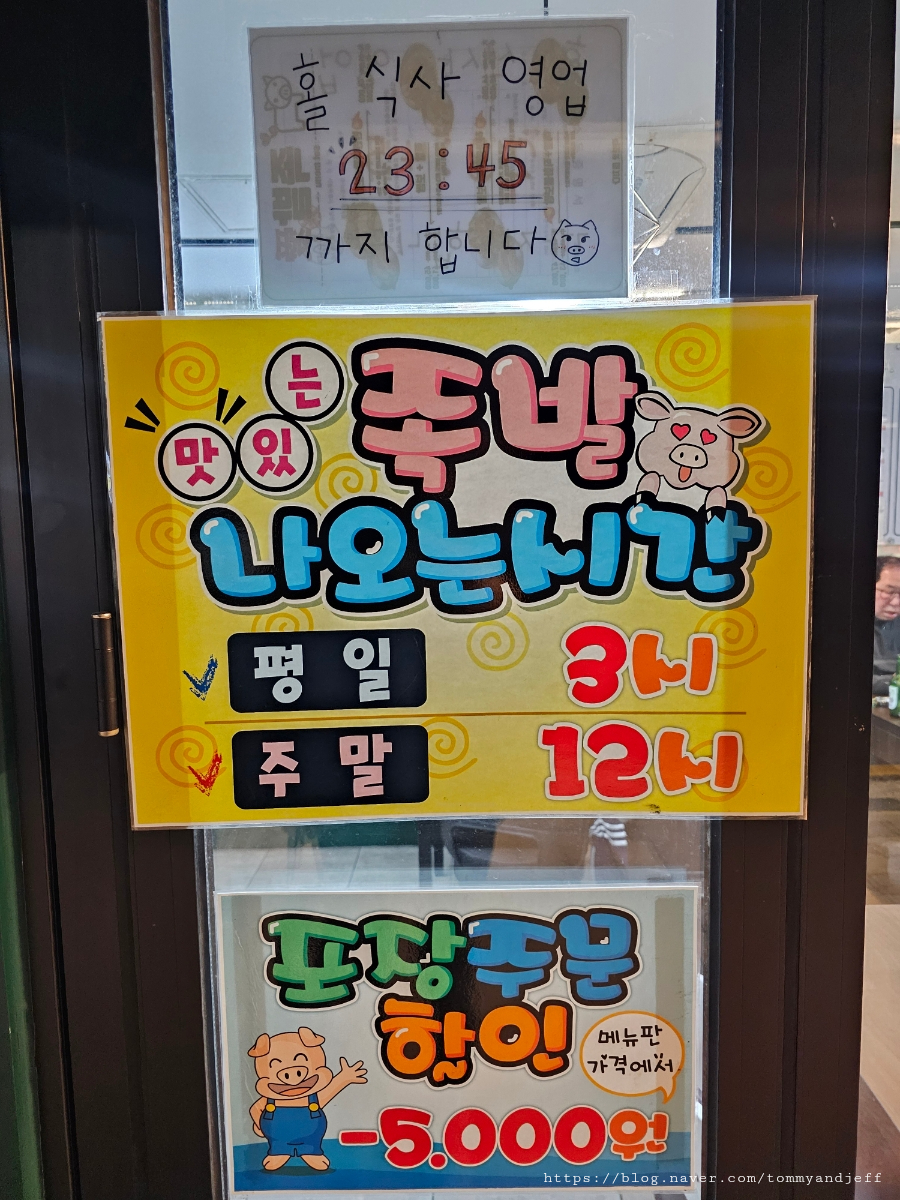 홀 식사 영업
23:45
까지 합니다
맛있는 족발
나오는시간
평일 3시
주말 12시
포장주문
할인
메뉴판
가격에서
-5.000원
https://blog.naver.com/tommyandjeff